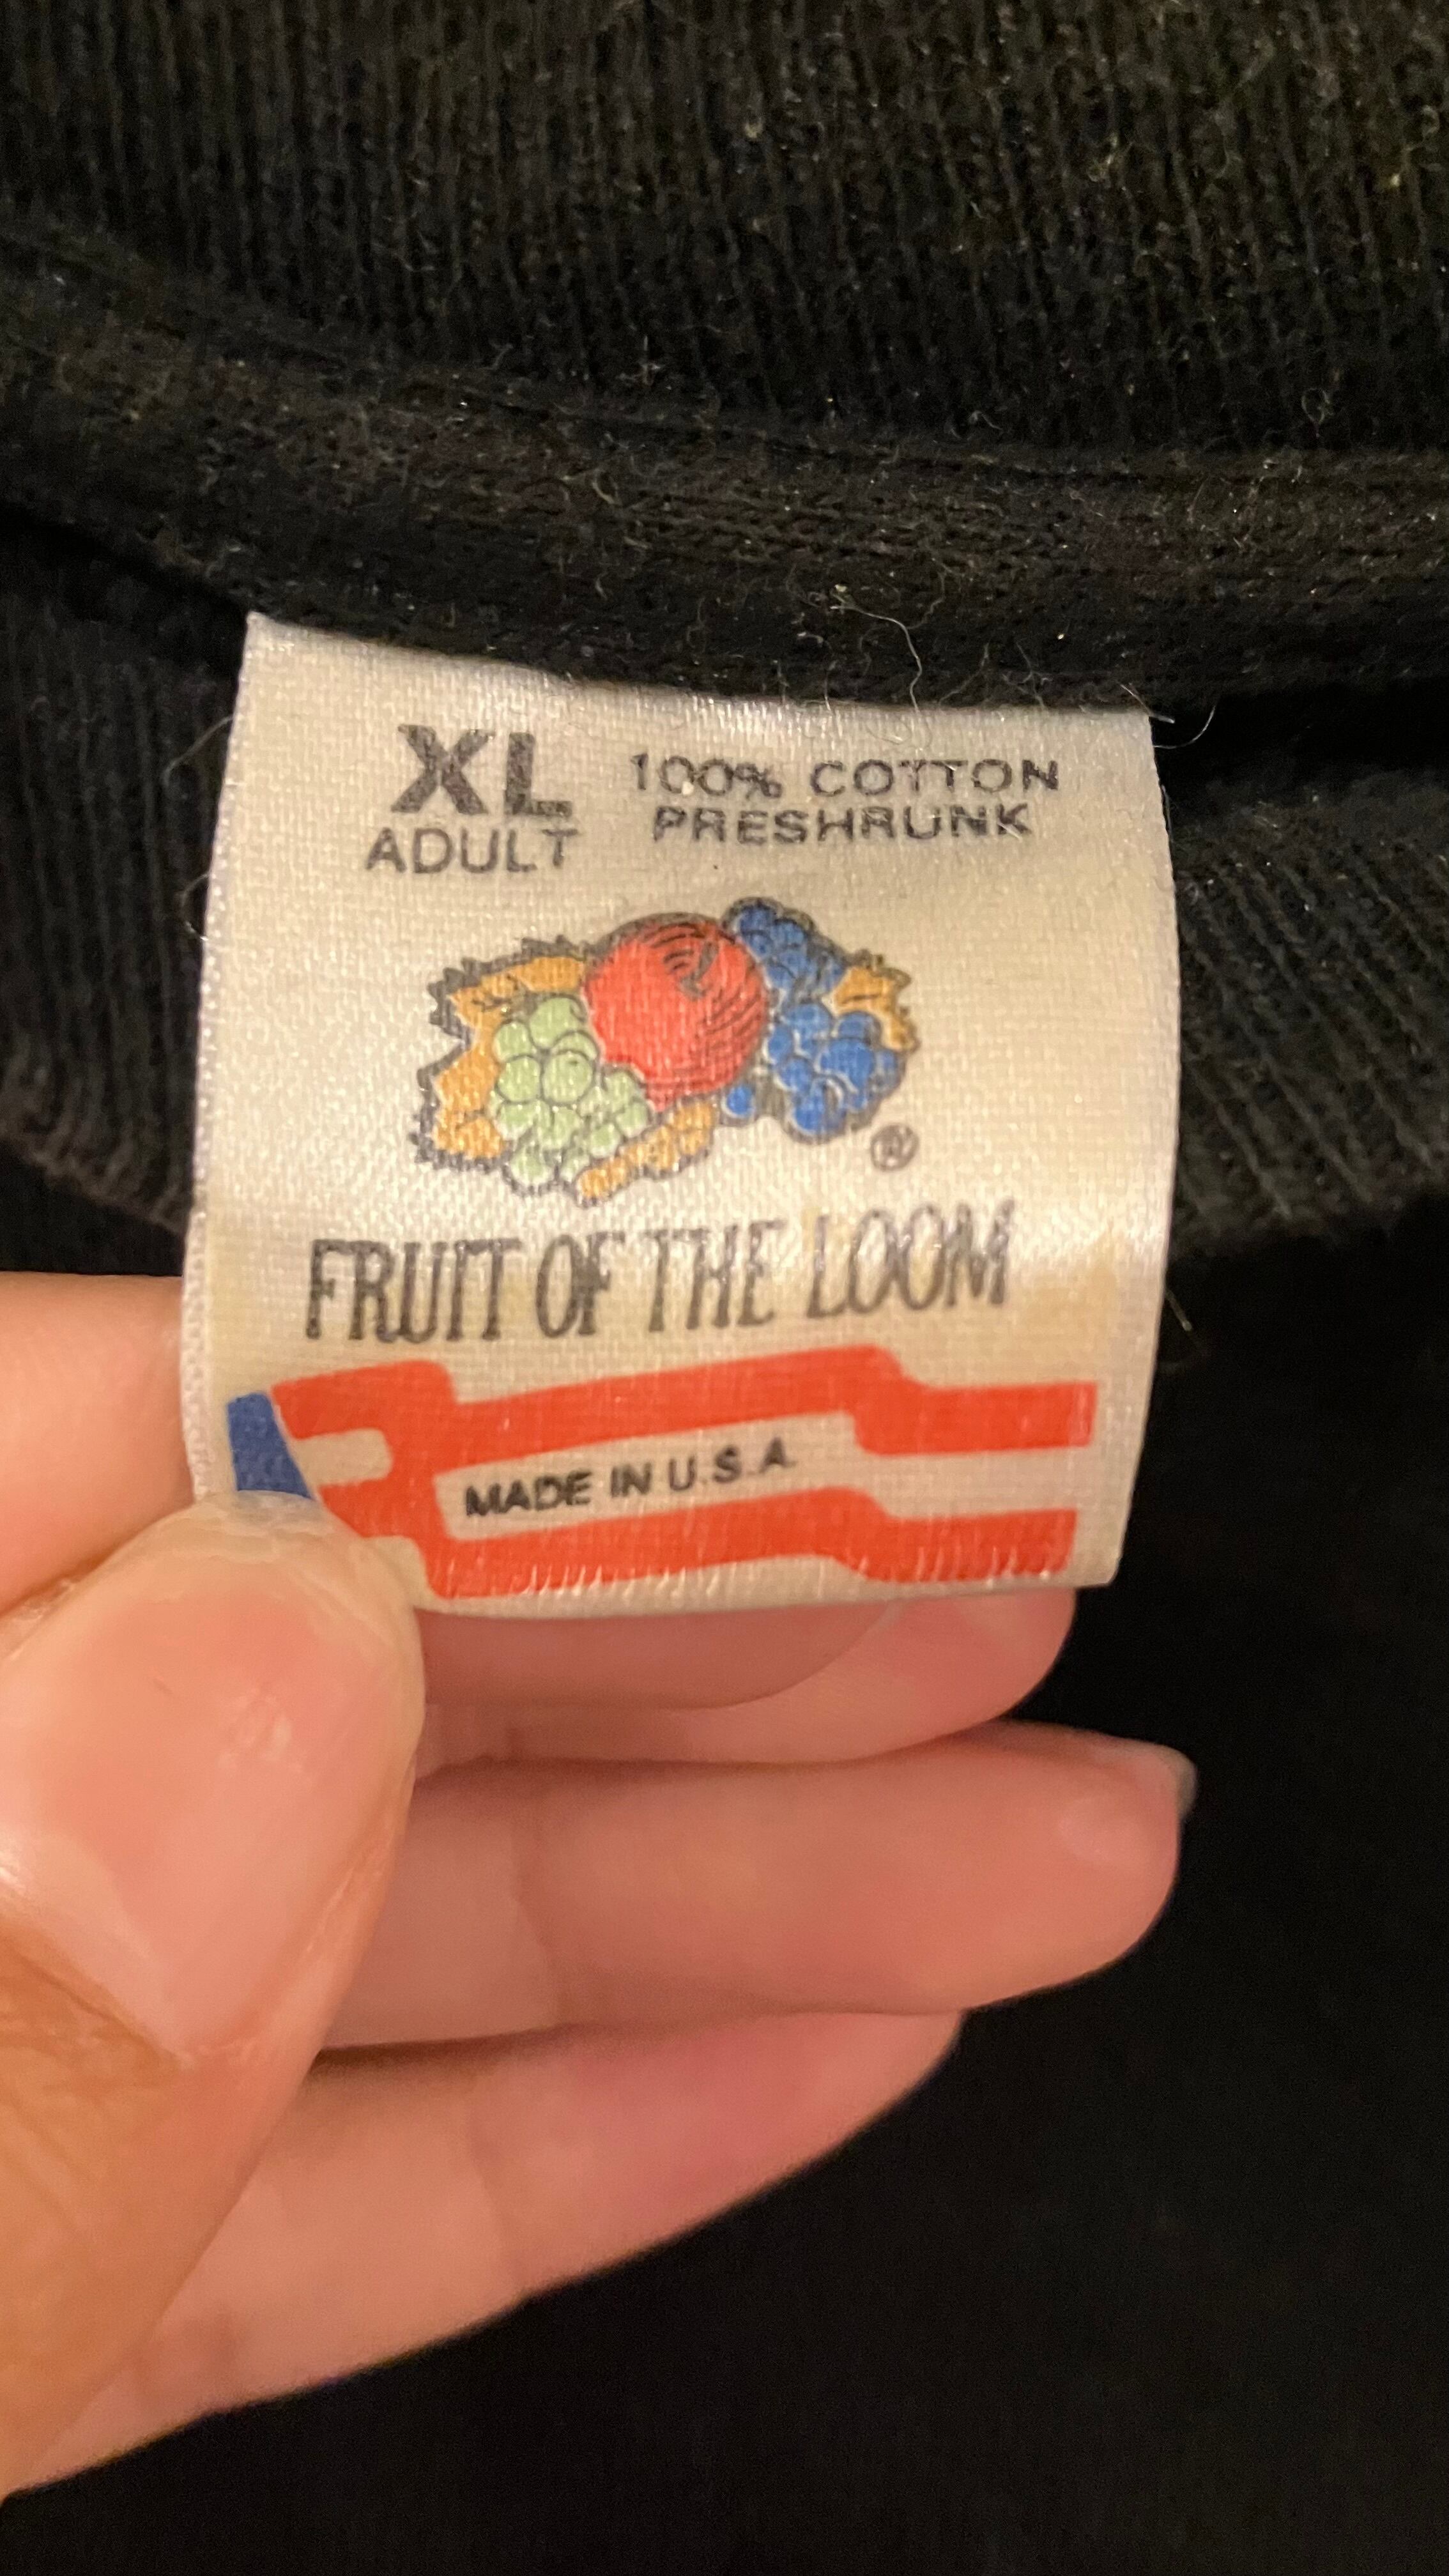 XL
ADULT
100% COTTON
PRESHRUNK
®
FRUIT OF THE LOOM
MADE IN U.S.A.